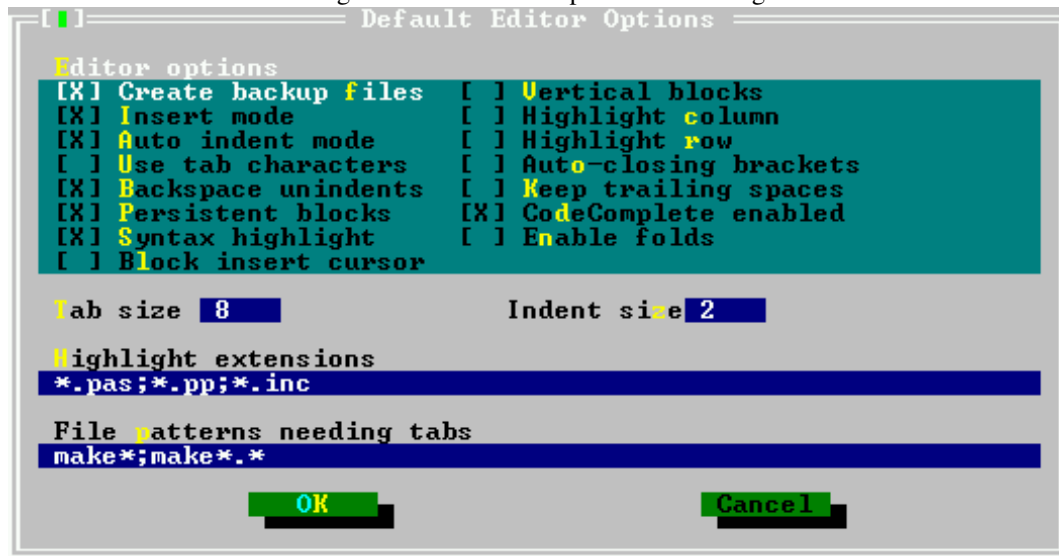 [ ] Default Editor Options
Editor options
[X] Create backup files [ ] Vertical blocks
[X] Insert mode [ ] Highlight column
[X] Auto indent mode [ ] Highlight row
[ ] Use tab characters [ ] Auto-closing brackets
[X] Backspace unindents [ ] Keep trailing spaces
[X] Persistent blocks [X] CodeComplete enabled
[X] Syntax highlight [ ] Enable folds
[ ] Block insert cursor
Tab size 8 Indent size 2
Highlight extensions
*.pas;*.pp;*.inc
File patterns needing tabs
make*;make*.*
OK Cancel